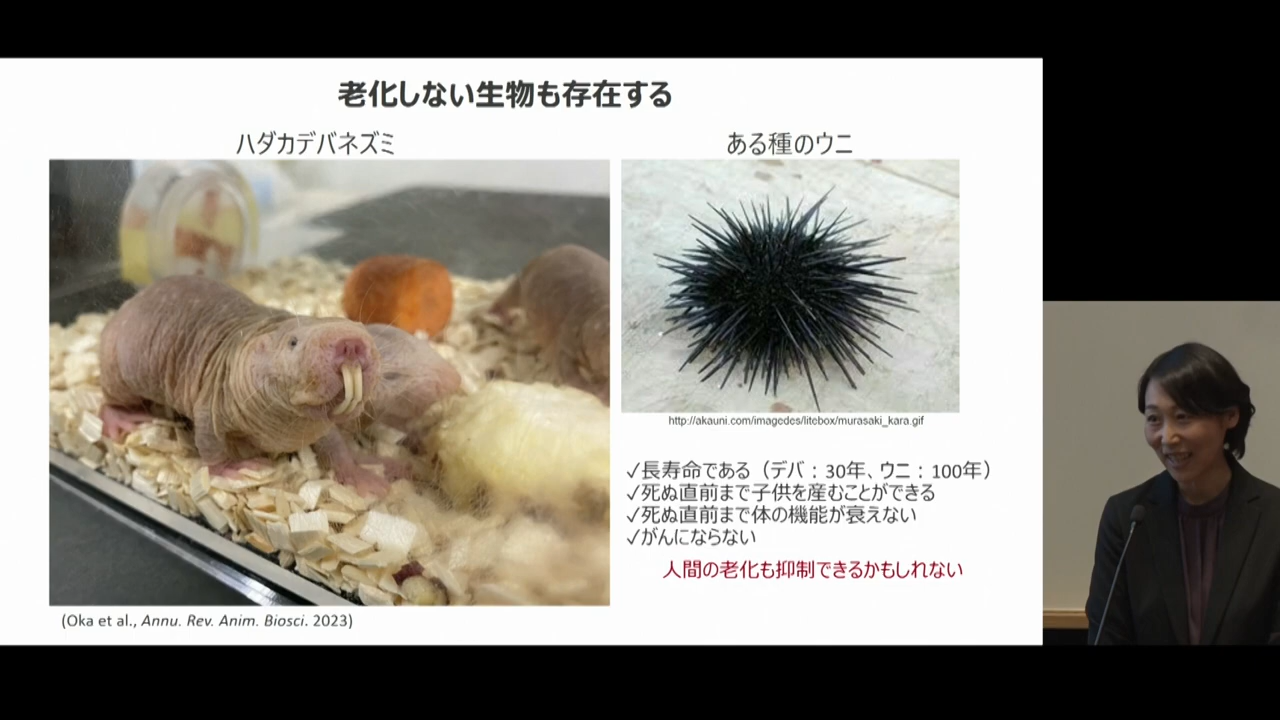 老化しない生物も存在する
ハダカデバネズミ
ある種のウニ
http://akauni.com/imagedes/litebox/murasaki_kara.gif
✓長寿命である（デバ：30年、ウニ：100年）
✓死ぬ直前まで子供を産むことができる
✓死ぬ直前まで体の機能が衰えない
✓がんにならない
人間の老化も抑制できるかもしれない
(Oka et al., Annu. Rev. Anim. Biosci. 2023)